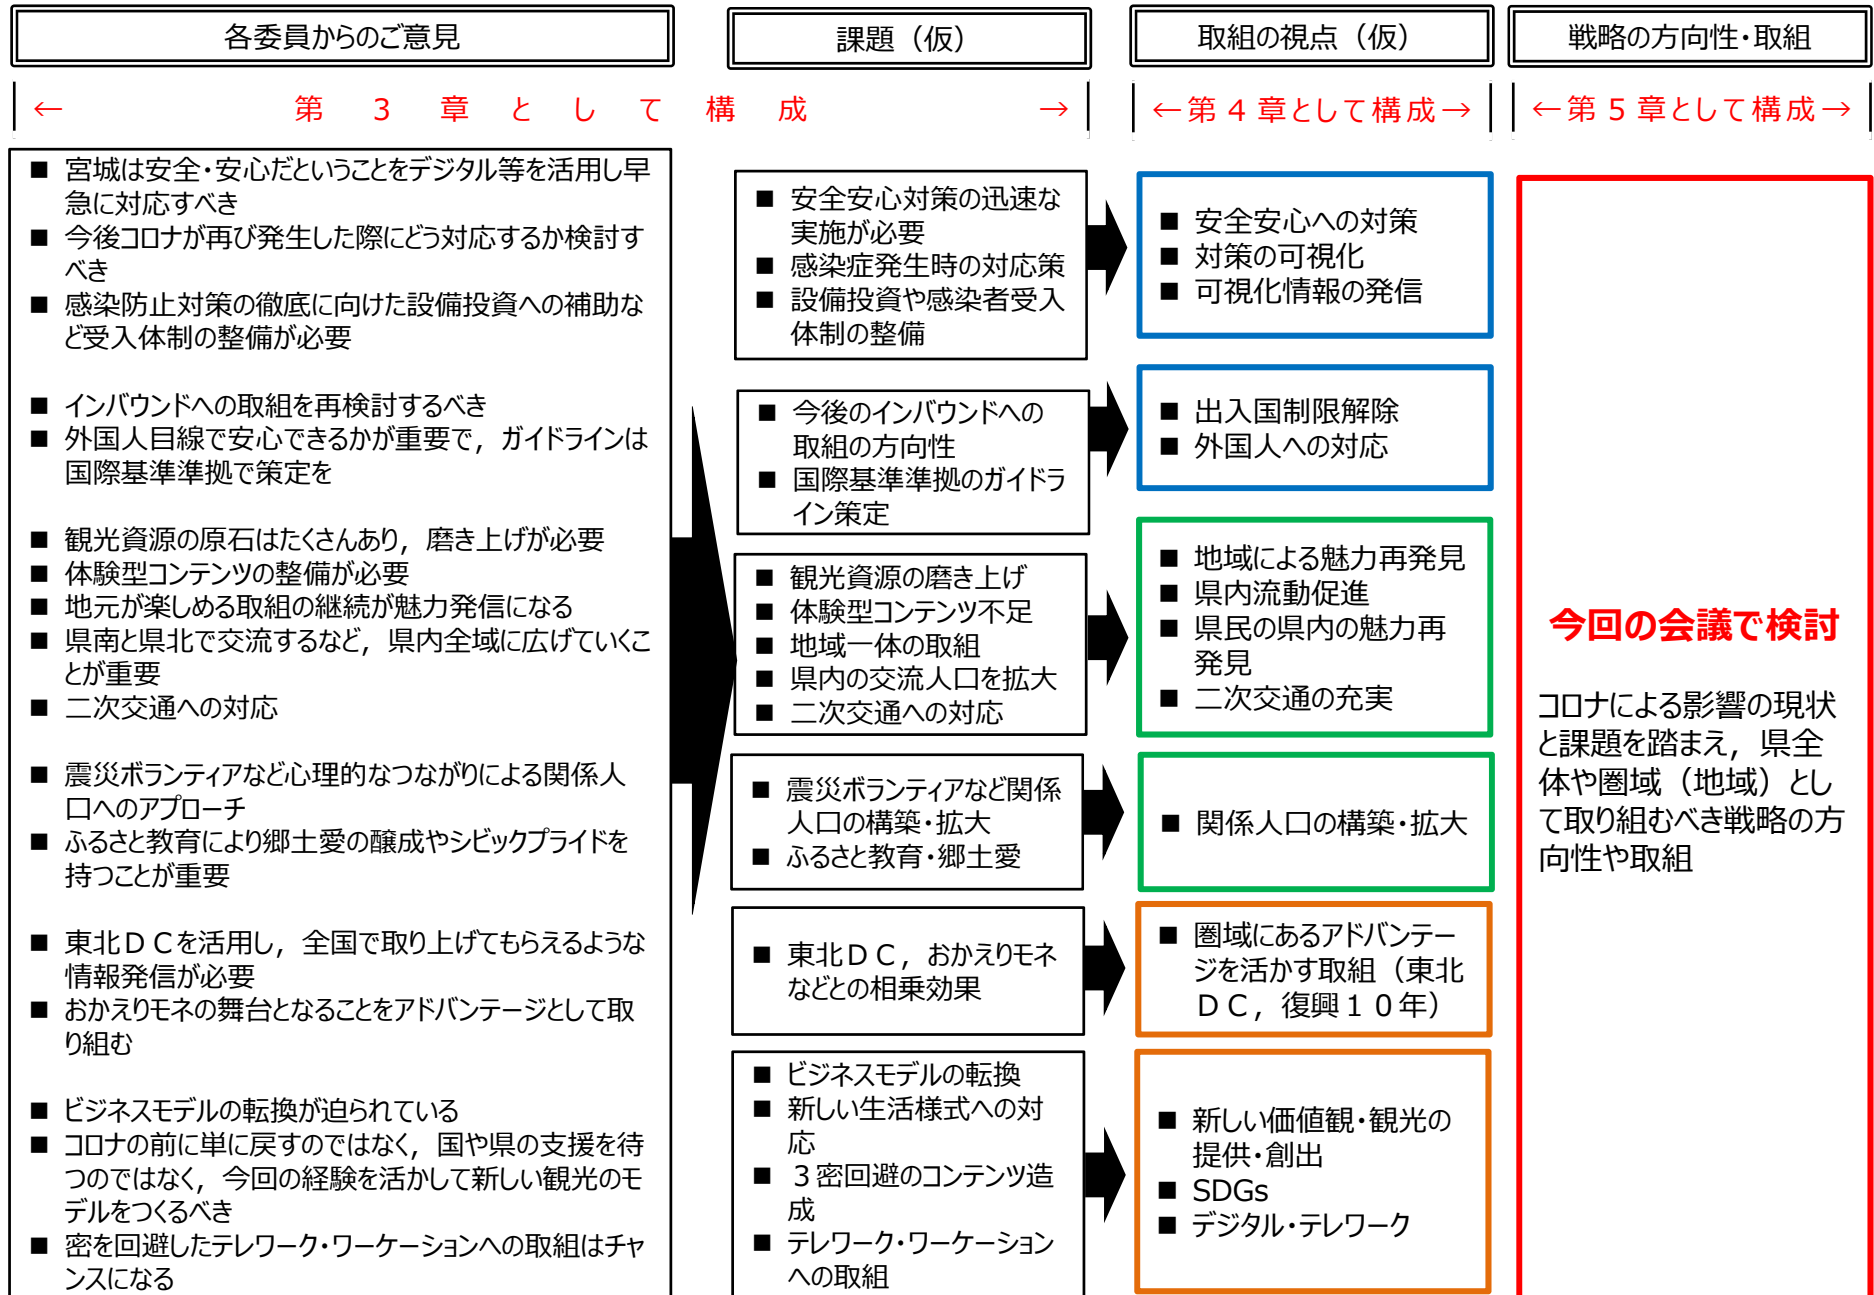 各委員からのご意見
課題（仮）
取組の視点（仮）
戦略の方向性・取組
← 第３章として構成 →
←第４章として構成→
←第５章として構成→
■ 宮城は安全・安心だということをデジタル等を活用し早
急に対応すべき
■ 今後コロナが再び発生した際にどう対応するか検討す
べき
■ 感染防止対策の徹底に向けた設備投資への補助な
ど受入体制の整備が必要
■ インバウンドへの取組を再検討するべき
■ 外国人目線で安心できるかが重要で，ガイドラインは
国際基準準拠で策定を
■ 観光資源の原石はたくさんあり，磨き上げが必要
■ 体験型コンテンツの整備が必要
■ 地元が楽しめる取組の継続が魅力発信になる
■ 県南と県北で交流するなど，県内全域に広げていくこ
とが重要
■ 二次交通への対応
■ 震災ボランティアなど心理的なつながりによる関係人
口へのアプローチ
■ ふるさと教育により郷土愛の醸成やシビックプライドを
持つことが重要
■ 東北ＤＣを活用し，全国で取り上げてもらえるような
情報発信が必要
■ おかえりモネの舞台となることをアドバンテージとして取
り組む
■ ビジネスモデルの転換が迫られている
■ コロナの前に単に戻すのではなく，国や県の支援を待
つのではなく，今回の経験を活かして新しい観光のモ
デルをつくるべき
■ 密を回避したテレワーク・ワーケーションへの取組はチャ
ンスになる
■ 安全安心対策の迅速な
実施が必要
■ 感染症発生時の対応策
■ 設備投資や感染者受入
体制の整備
■ 今後のインバウンドへの
取組の方向性
■ 国際基準準拠のガイドラ
イン策定
■ 観光資源の磨き上げ
■ 体験型コンテンツ不足
■ 地域一体の取組
■ 県内の交流人口を拡大
■ 二次交通への対応
■ 震災ボランティアなど関係
人口の構築・拡大
■ ふるさと教育・郷土愛
■ 東北ＤＣ，おかえりモネ
などとの相乗効果
■ ビジネスモデルの転換
■ 新しい生活様式への対
応
■ ３密回避のコンテンツ造
成
■ テレワーク・ワーケーション
への取組
■ 安全安心への対策
■ 対策の可視化
■ 可視化情報の発信
■ 出入国制限解除
■ 外国人への対応
■ 地域による魅力再発見
■ 県内流動促進
■ 県民の県内の魅力再
発見
■ 二次交通の充実
■ 関係人口の構築・拡大
■ 圏域にあるアドバンテー
ジを活かす取組（東北
ＤＣ，復興１０年）
■ 新しい価値観・観光の
提供・創出
■ SDGs
■ デジタル・テレワーク
今回の会議で検討
コロナによる影響の現状
と課題を踏まえ，県全
体や圏域（地域）とし
て取り組むべき戦略の方
向性や取組